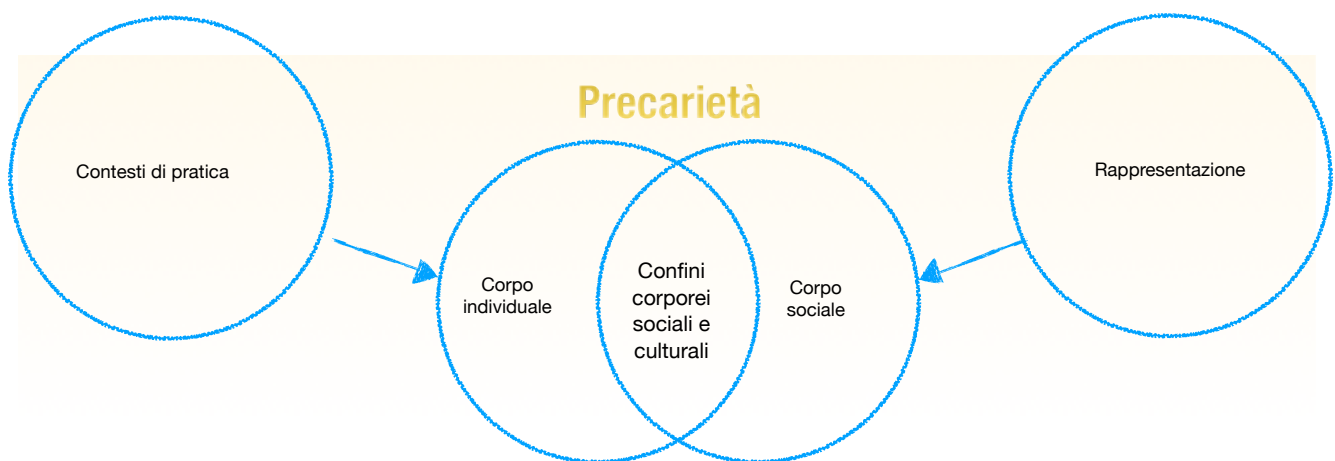 Precarietà
Contesti di pratica
Rappresentazione
Corpo
individuale
Confini
corporei
sociali e
culturali
Corpo
sociale